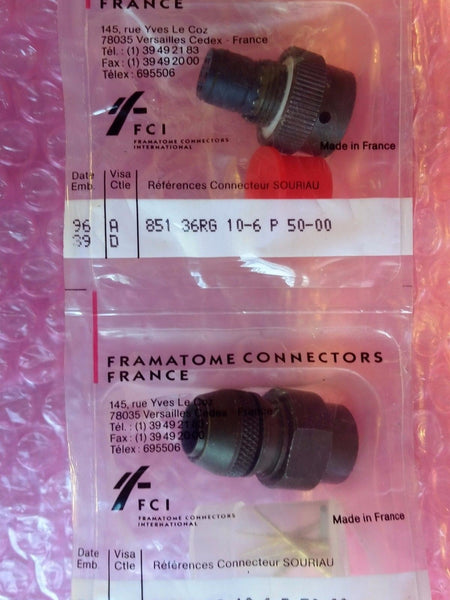 FRANCE
145, rue Yves Le Coz
78035 Versailles Cedex - France
Tél. : (1) 39 49 21 83
Fax : (1) 39 49 20 00
Télex : 695506
FCI
FRAMATOME CONNECTORS
INTERNATIONAL
Made in France
Date Emb.
Visa Ctle
Références Connecteur SOURIAU
96 A 851 36RG 10-6 P 50-00
39 D
FRAMATOME CONNECTORS
FRANCE
145, rue Yves Le Coz
78035 Versailles Cedex - France
Tél. : (1) 39 49 21 83
Fax : (1) 39 49 20 00
Télex : 695506
FCI
FRAMATOME CONNECTORS
INTERNATIONAL
Made in France
Date Emb.
Visa Ctle
Références Connecteur SOURIAU